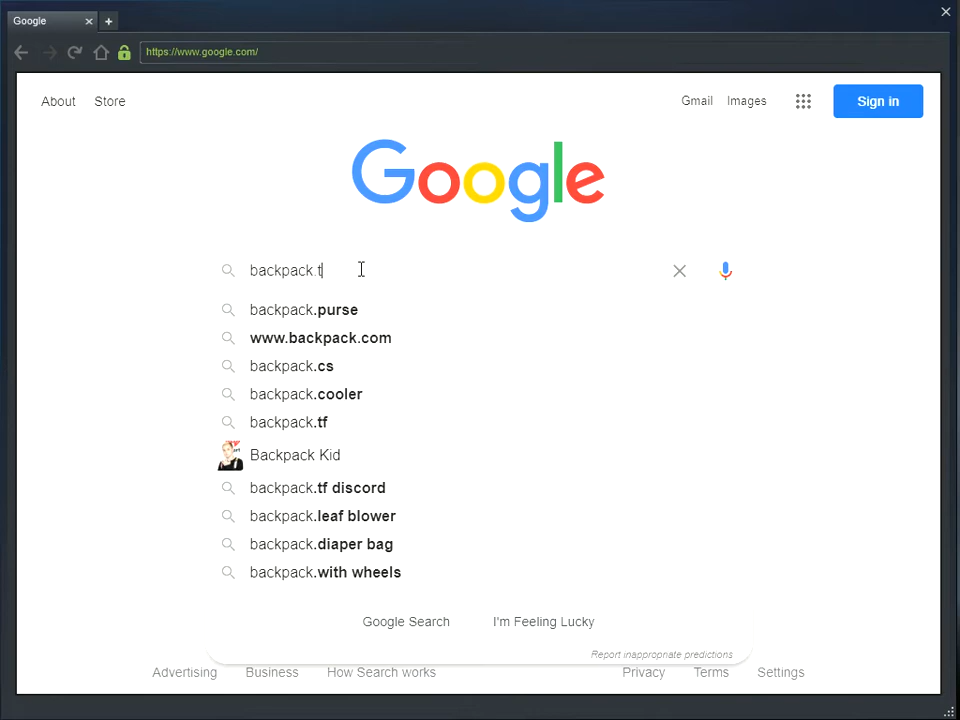 Google
https://www.google.com/
About Store Gmail Images Sign in
Google
backpack.t
backpack.purse
www.backpack.com
backpack.cs
backpack.cooler
backpack.tf
Backpack Kid
backpack.tf discord
backpack.leaf blower
backpack.diaper bag
backpack.with wheels
Google Search I'm Feeling Lucky
Report inappropriate predictions
Advertising Business How Search works Privacy Terms Settings